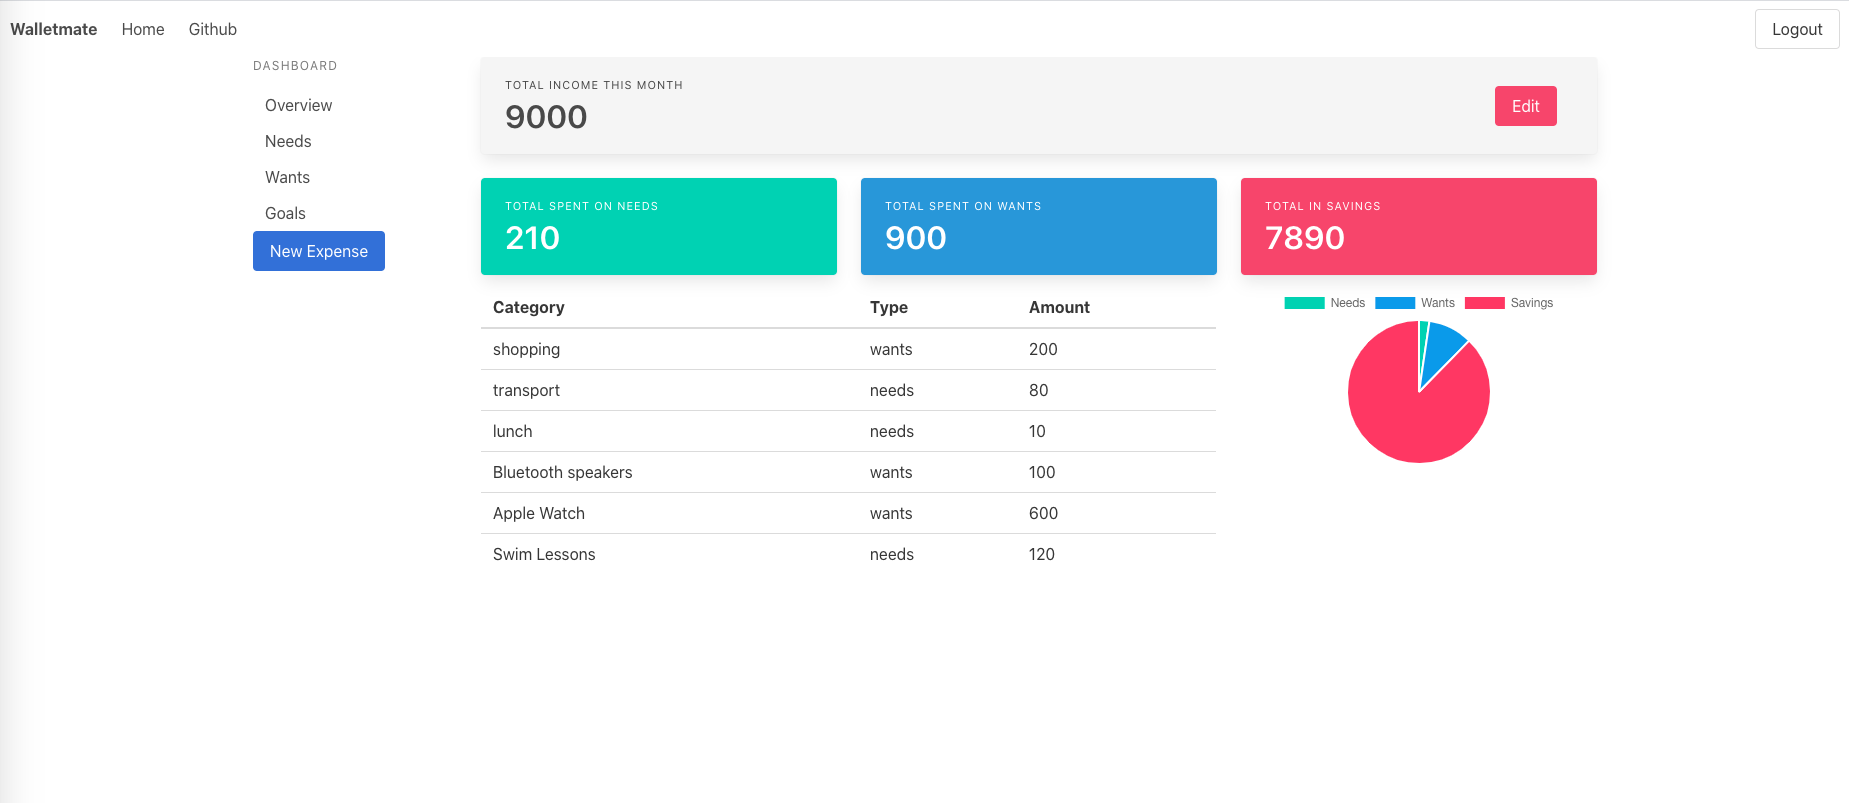 Walletmate Home Github Logout
DASHBOARD
Overview
Needs
Wants
Goals
New Expense
TOTAL INCOME THIS MONTH
9000
Edit
TOTAL SPENT ON NEEDS
210
TOTAL SPENT ON WANTS
900
TOTAL IN SAVINGS
7890
Category Type Amount
shopping wants 200
transport needs 80
lunch needs 10
Bluetooth speakers wants 100
Apple Watch wants 600
Swim Lessons needs 120
Needs Wants Savings